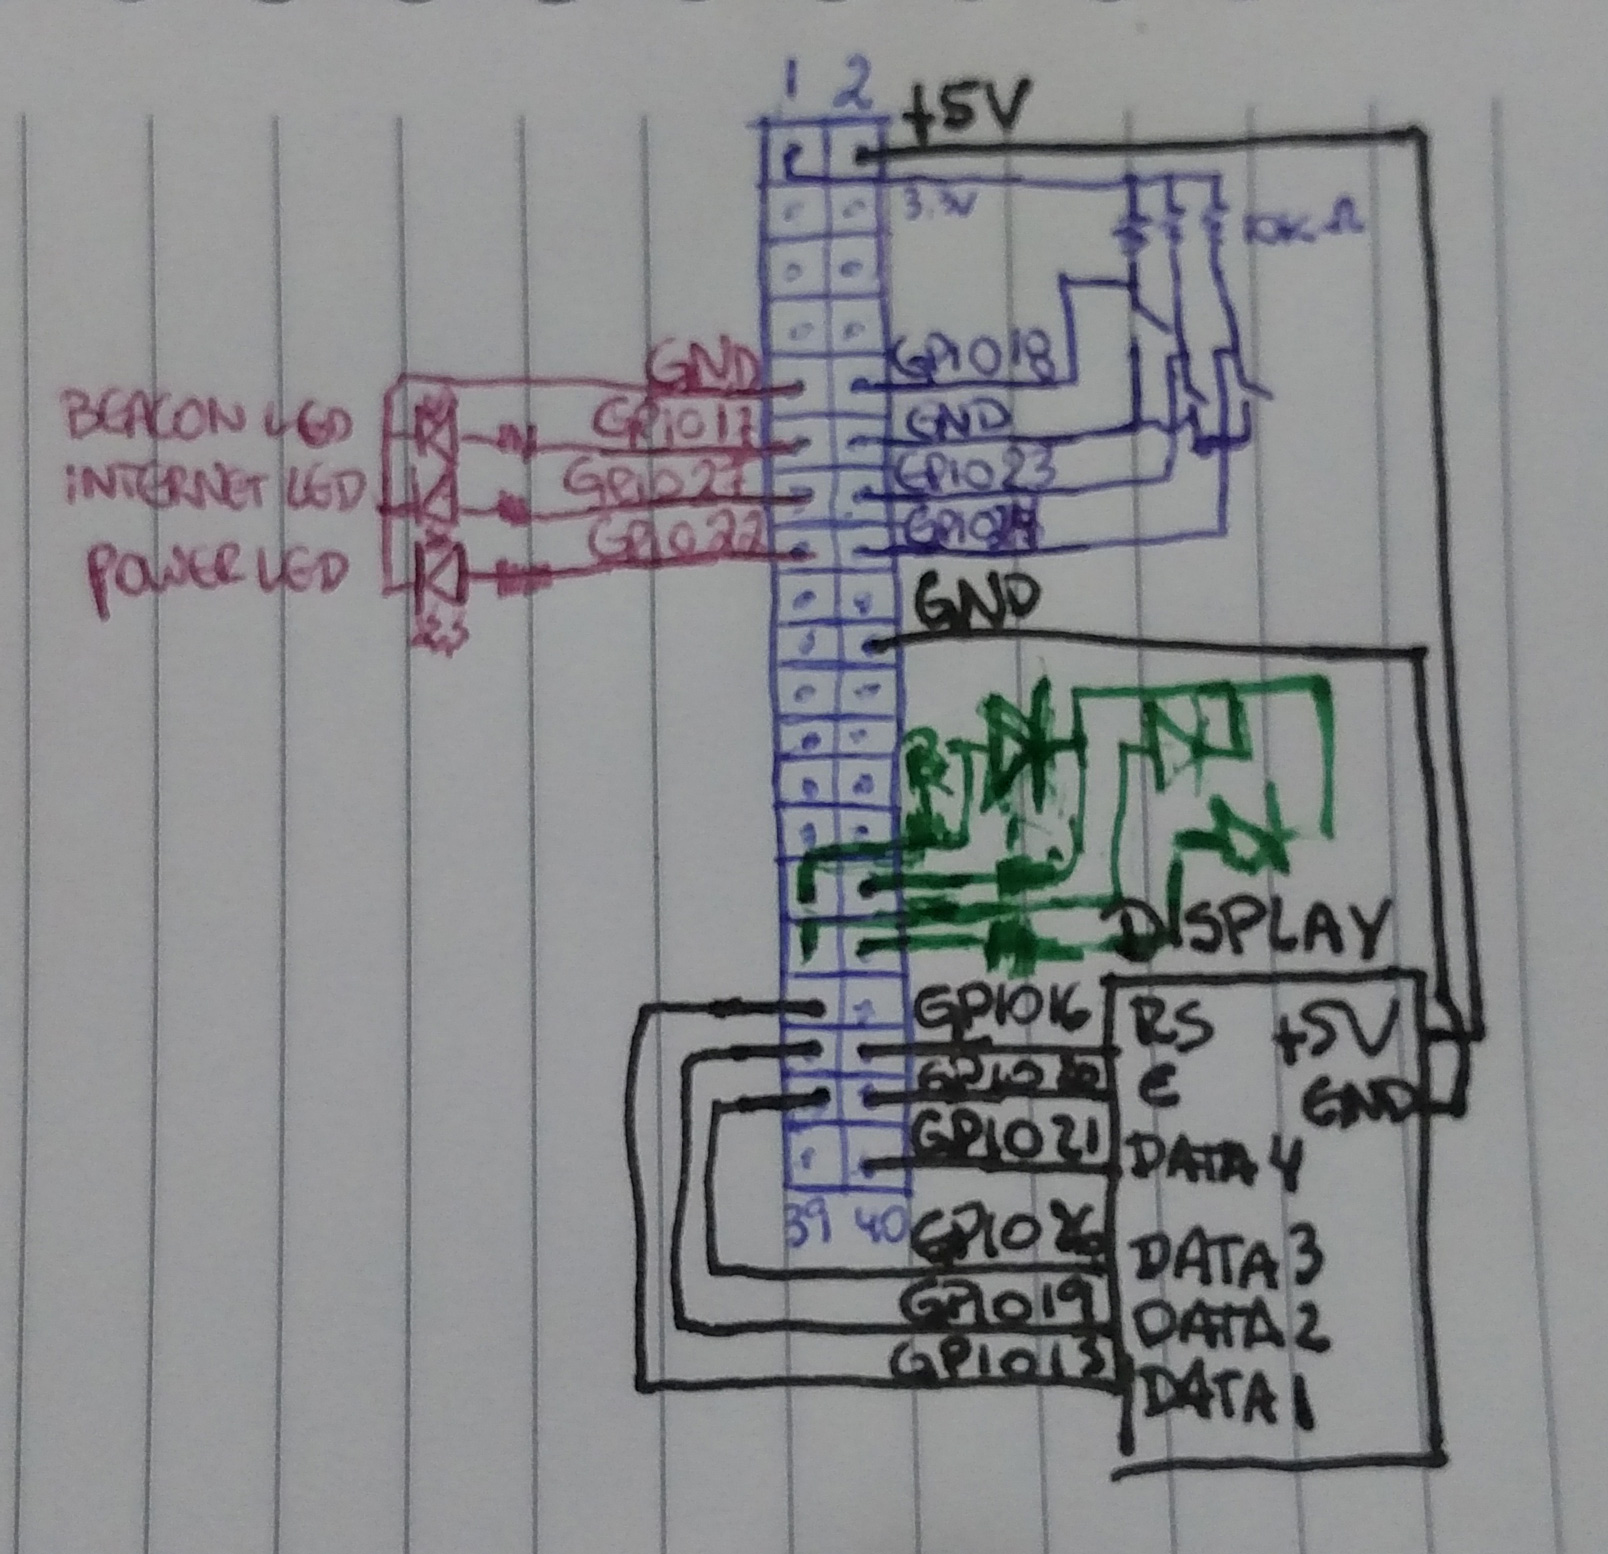 1 2 +5V
3.3V
10K Ω
GND GPIO18
BEACON LED GPIO17 GND
INTERNET LED GPIO27 GPIO23
POWER LED GPIO22 GPIO24
GND
DISPLAY
GPIO16 RS +5V
GPIO20 E GND
GPIO21 DATA 4
39 40 GPIO26 DATA 3
GPIO19 DATA 2
GPIO13 DATA 1